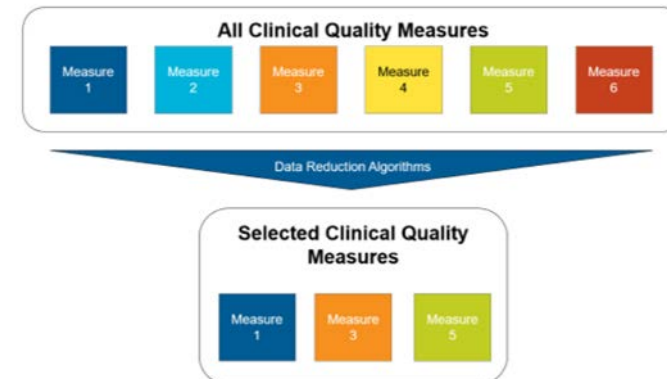 All Clinical Quality Measures
Measure
1
Measure
2
Measure
3
Measure
4
Measure
5
Measure
6
Data Reduction Algorithms
Selected Clinical Quality
Measures
Measure
1
Measure
3
Measure
5